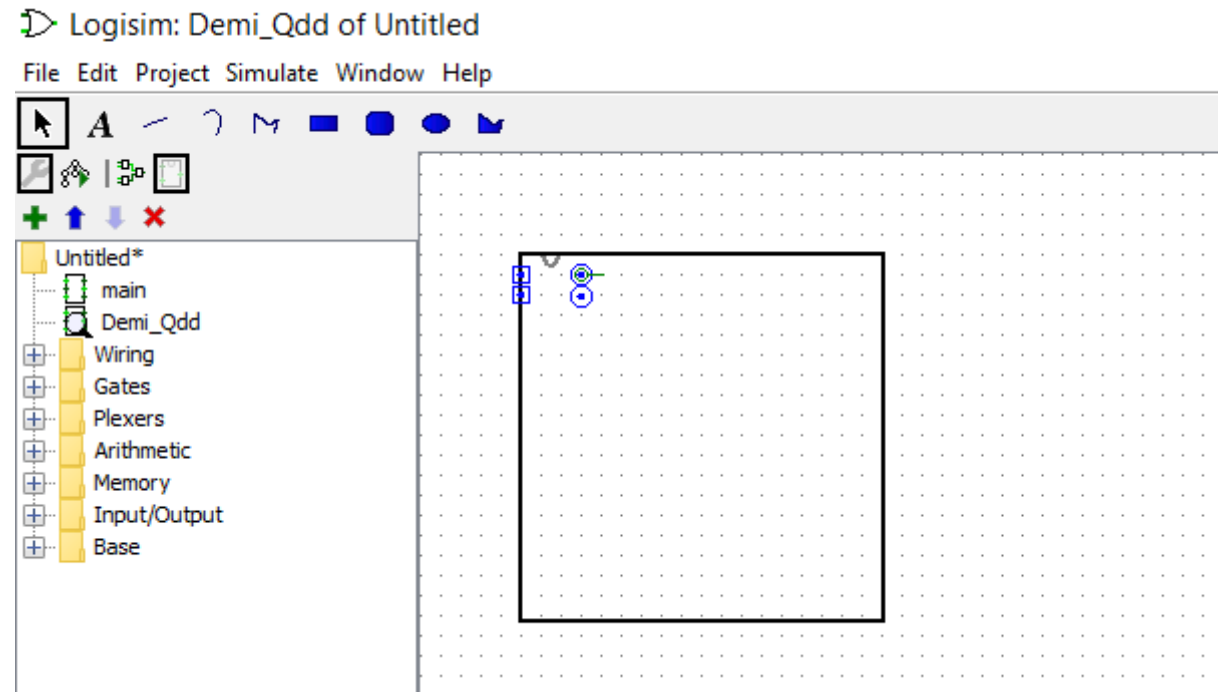 Logisim: Demi_Qdd of Untitled
File Edit Project Simulate Window Help
A
Untitled*
main
Demi_Qdd
Wiring
Gates
Plexers
Arithmetic
Memory
Input/Output
Base